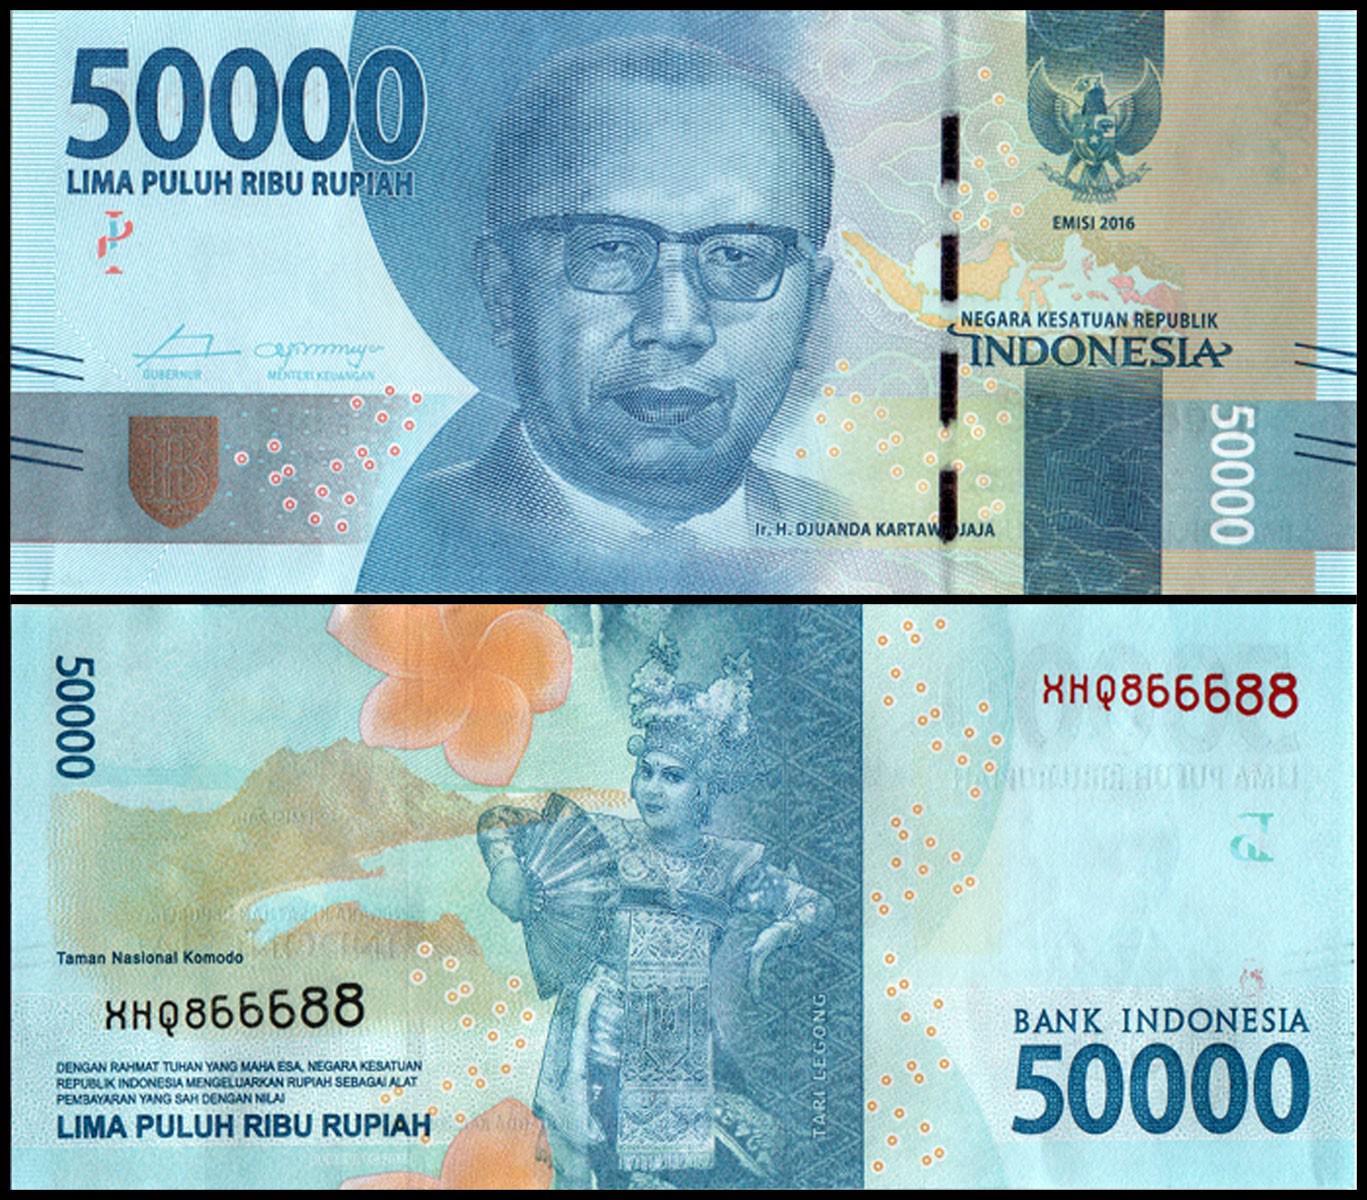 50000
LIMA PULUH RIBU RUPIAH
GUBERNUR
MENTERI KEUANGAN
EMISI 2016
NEGARA KESATUAN REPUBLIK
INDONESIA
50000
Ir. H. DJUANDA KARTAWIDJAJA
50000
XHQ866688
Taman Nasional Komodo
XHQ866688
DENGAN RAHMAT TUHAN YANG MAHA ESA, NEGARA KESATUAN
REPUBLIK INDONESIA MENGELUARKAN RUPIAH SEBAGAI ALAT
PEMBAYARAN YANG SAH DENGAN NILAI
LIMA PULUH RIBU RUPIAH
TARI LEGONG
BANK INDONESIA
50000